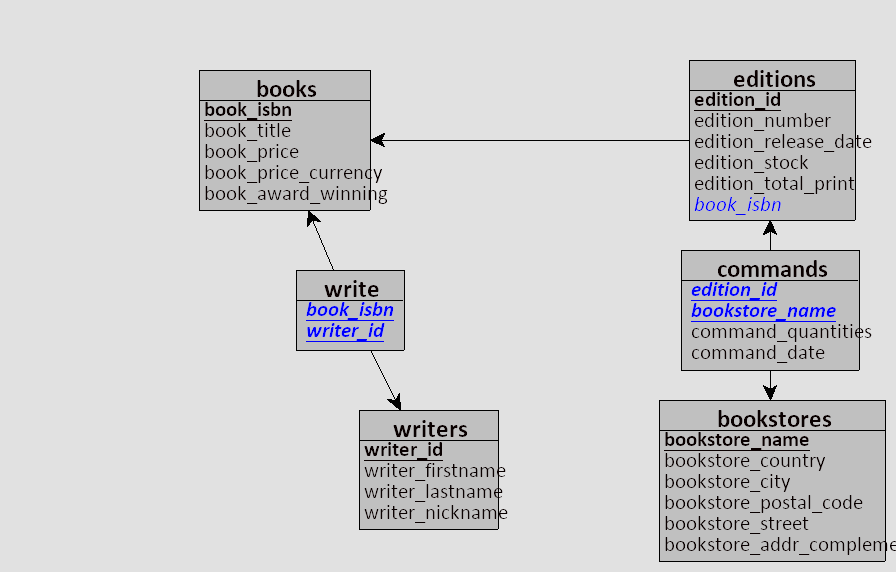 books
book_isbn
book_title
book_price
book_price_currency
book_award_winning
editions
edition_id
edition_number
edition_release_date
edition_stock
edition_total_print
book_isbn
write
book_isbn
writer_id
commands
edition_id
bookstore_name
command_quantities
command_date
writers
writer_id
writer_firstname
writer_lastname
writer_nickname
bookstores
bookstore_name
bookstore_country
bookstore_city
bookstore_postal_code
bookstore_street
bookstore_addr_compleme